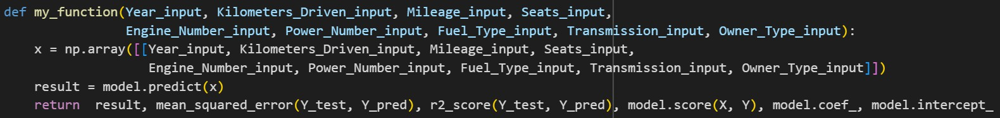 def my_function(Year_input, Kilometers_Driven_input, Mileage_input, Seats_input,
Engine_Number_input, Power_Number_input, Fuel_Type_input, Transmission_input, Owner_Type_input):
x = np.array([[Year_input, Kilometers_Driven_input, Mileage_input, Seats_input,
Engine_Number_input, Power_Number_input, Fuel_Type_input, Transmission_input, Owner_Type_input]])
result = model.predict(x)
return  result, mean_squared_error(Y_test, Y_pred), r2_score(Y_test, Y_pred), model.score(X, Y), model.coef_, model.intercept_